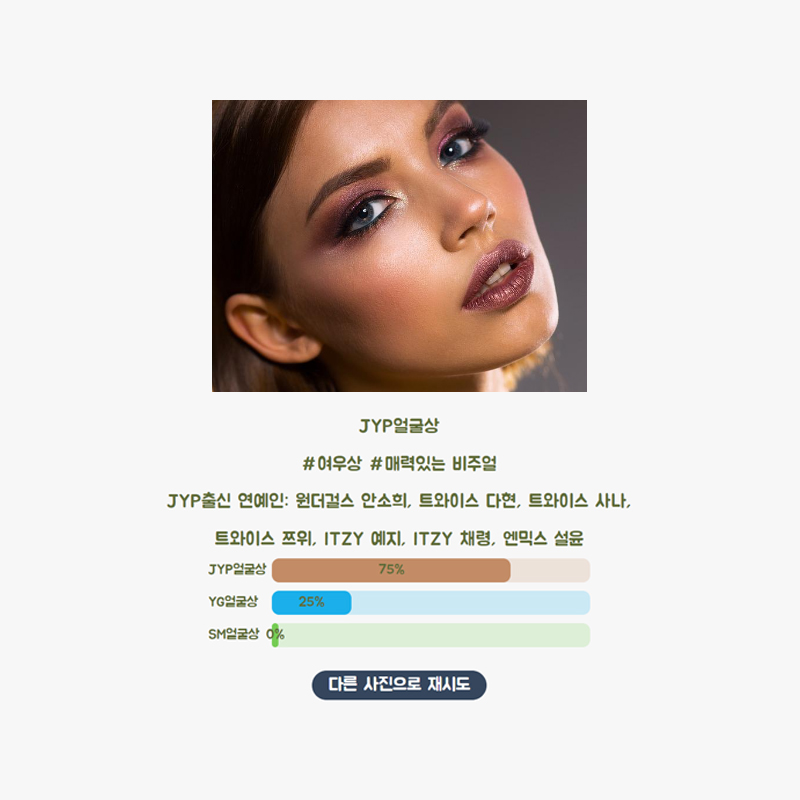 JYP얼굴상
#여우상 #매력있는 비주얼
JYP출신 연예인: 원더걸스 안소희, 트와이스 다현, 트와이스 사나,
트와이스 쯔위, ITZY 예지, ITZY 채령, 엔믹스 설윤
JYP얼굴상 75%
YG얼굴상 25%
SM얼굴상 0%
다른 사진으로 재시도